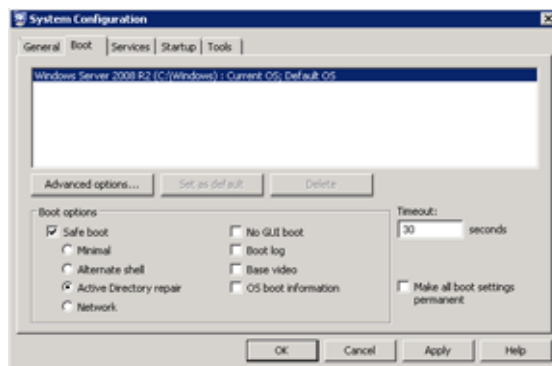 System Configuration
General Boot Services Startup Tools
Windows Server 2008 R2 (C:\Windows) : Current OS; Default OS
Advanced options... Set as default Delete
Boot options
Safe boot
Minimal
Alternate shell
Active Directory repair
Network
No GUI boot
Boot log
Base video
OS boot information
Timeout:
30 seconds
Make all boot settings
permanent
OK Cancel Apply Help